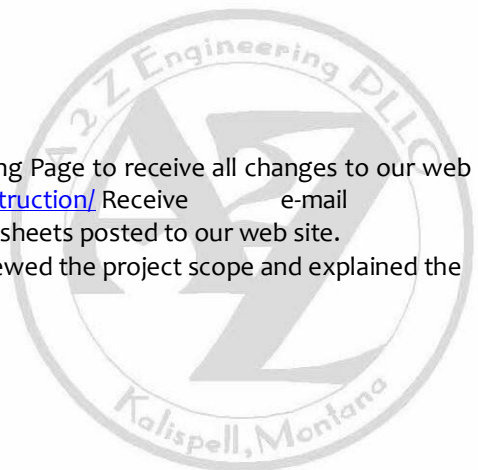 A2Z Engineering PLLC
ng Page to receive all changes to our web
truction/ Receive e-mail
sheets posted to our web site.
ewed the project scope and explained the
Kalispell, Montana